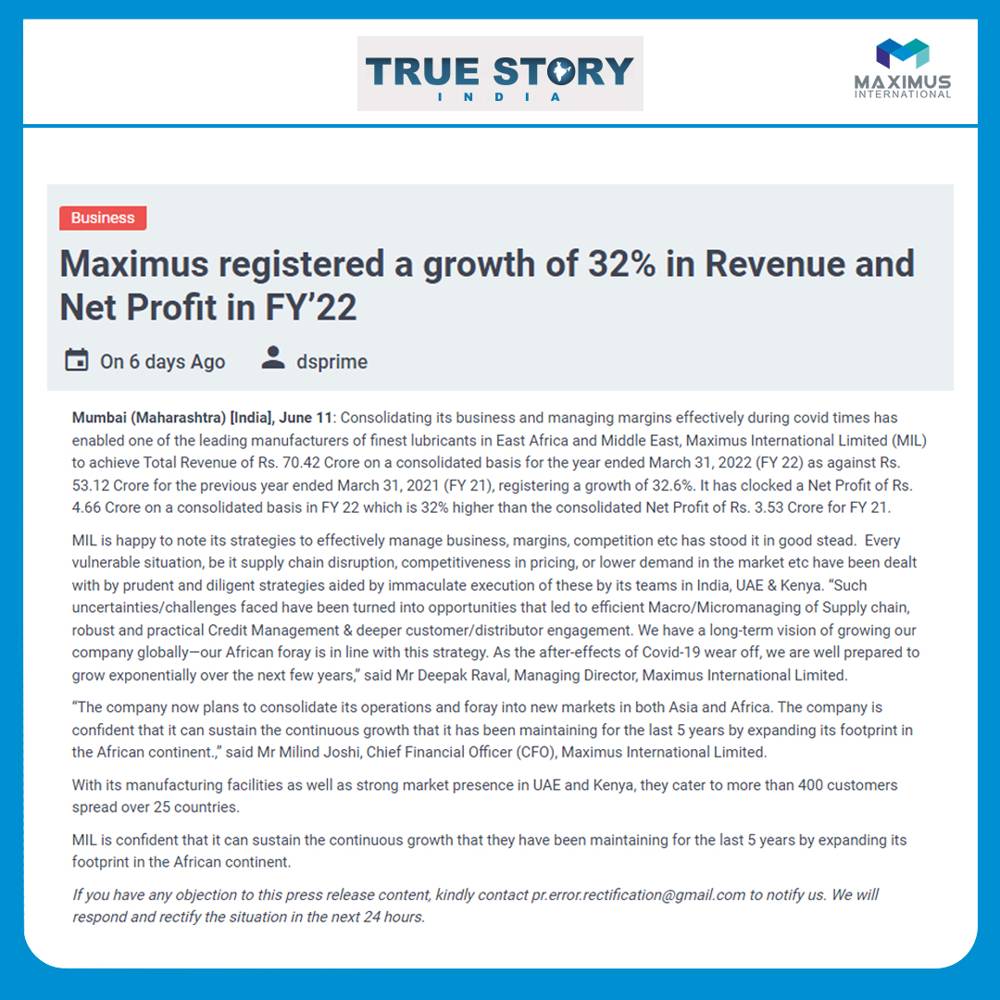 TRUE STORY
INDIA
MAXIMUS
INTERNATIONAL
Business
Maximus registered a growth of 32% in Revenue and
Net Profit in FY’22
On 6 days Ago dsprime
Mumbai (Maharashtra) [India], June 11: Consolidating its business and managing margins effectively during covid times has
enabled one of the leading manufacturers of finest lubricants in East Africa and Middle East, Maximus International Limited (MIL)
to achieve Total Revenue of Rs. 70.42 Crore on a consolidated basis for the year ended March 31, 2022 (FY 22) as against Rs.
53.12 Crore for the previous year ended March 31, 2021 (FY 21), registering a growth of 32.6%. It has clocked a Net Profit of Rs.
4.66 Crore on a consolidated basis in FY 22 which is 32% higher than the consolidated Net Profit of Rs. 3.53 Crore for FY 21.
MIL is happy to note its strategies to effectively manage business, margins, competition etc has stood it in good stead.  Every
vulnerable situation, be it supply chain disruption, competitiveness in pricing, or lower demand in the market etc have been dealt
with by prudent and diligent strategies aided by immaculate execution of these by its teams in India, UAE & Kenya. “Such
uncertainties/challenges faced have been turned into opportunities that led to efficient Macro/Micromanaging of Supply chain,
robust and practical Credit Management & deeper customer/distributor engagement. We have a long-term vision of growing our
company globally—our African foray is in line with this strategy. As the after-effects of Covid-19 wear off, we are well prepared to
grow exponentially over the next few years,” said Mr Deepak Raval, Managing Director, Maximus International Limited.
“The company now plans to consolidate its operations and foray into new markets in both Asia and Africa. The company is
confident that it can sustain the continuous growth that it has been maintaining for the last 5 years by expanding its footprint in
the African continent.,” said Mr Milind Joshi, Chief Financial Officer (CFO), Maximus International Limited.
With its manufacturing facilities as well as strong market presence in UAE and Kenya, they cater to more than 400 customers
spread over 25 countries.
MIL is confident that it can sustain the continuous growth that they have been maintaining for the last 5 years by expanding its
footprint in the African continent.
If you have any objection to this press release content, kindly contact pr.error.rectification@gmail.com to notify us. We will
respond and rectify the situation in the next 24 hours.